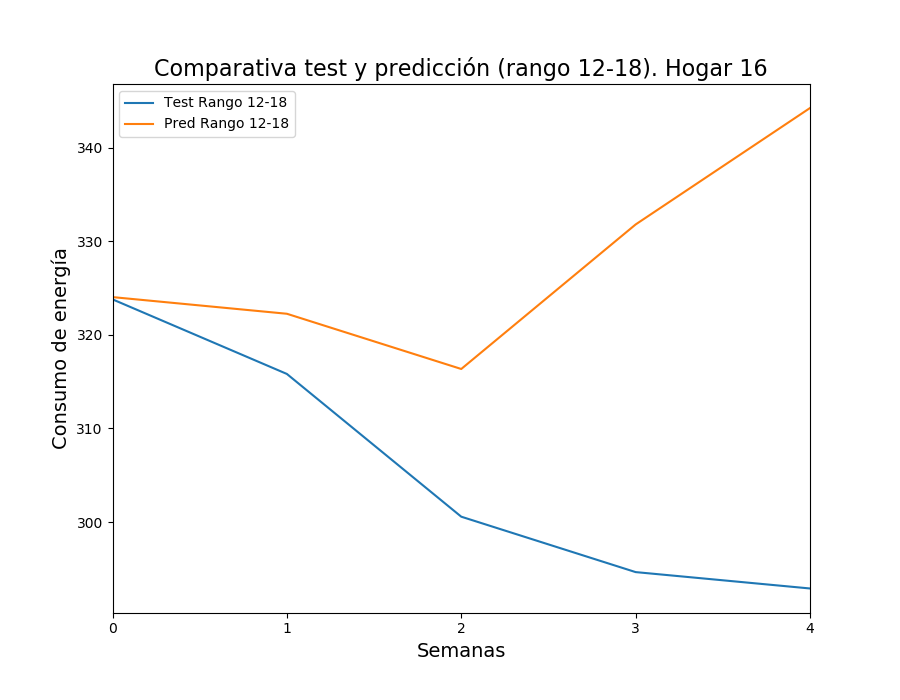 Comparativa test y predicción (rango 12-18). Hogar 16
Test Rango 12-18
Pred Rango 12-18
Consumo de energía
340
330
320
310
300
0 1 2 3 4
Semanas